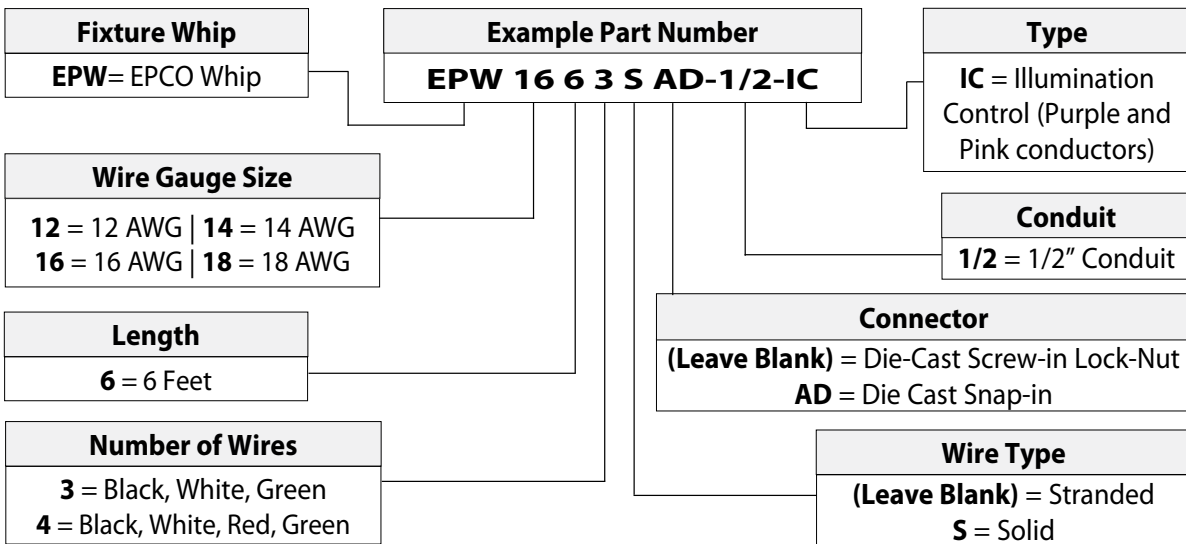 Fixture Whip
EPW= EPCO Whip
Example Part Number
EPW 16 6 3 S AD-1/2-IC
Type
IC = Illumination
Control (Purple and
Pink conductors)
Wire Gauge Size
12 = 12 AWG | 14 = 14 AWG
16 = 16 AWG | 18 = 18 AWG
Conduit
1/2 = 1/2” Conduit
Length
6 = 6 Feet
Connector
(Leave Blank) = Die-Cast Screw-in Lock-Nut
AD = Die Cast Snap-in
Number of Wires
3 = Black, White, Green
4 = Black, White, Red, Green
Wire Type
(Leave Blank) = Stranded
S = Solid